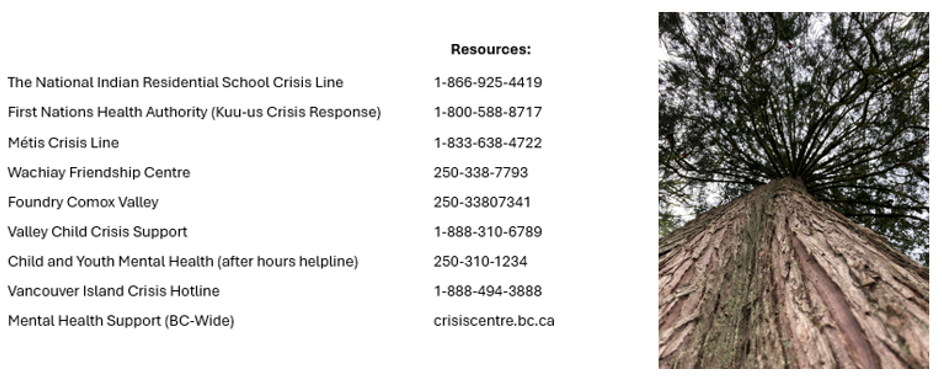 Resources:
The National Indian Residential School Crisis Line 1-866-925-4419
First Nations Health Authority (Kuu-us Crisis Response) 1-800-588-8717
Métis Crisis Line 1-833-638-4722
Wachiay Friendship Centre 250-338-7793
Foundry Comox Valley 250-33807341
Valley Child Crisis Support 1-888-310-6789
Child and Youth Mental Health (after hours helpline) 250-310-1234
Vancouver Island Crisis Hotline 1-888-494-3888
Mental Health Support (BC-Wide) crisiscentre.bc.ca